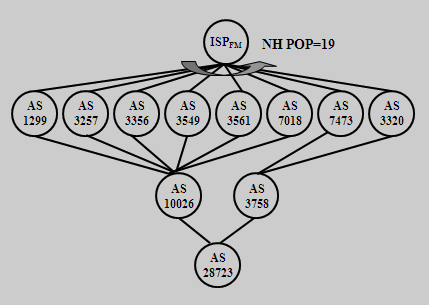 ISPFM
NH POP=19
AS AS AS AS AS AS AS AS
1299 3257 3356 3549 3561 7018 7473 3320
AS AS
10026 3758
AS
28723